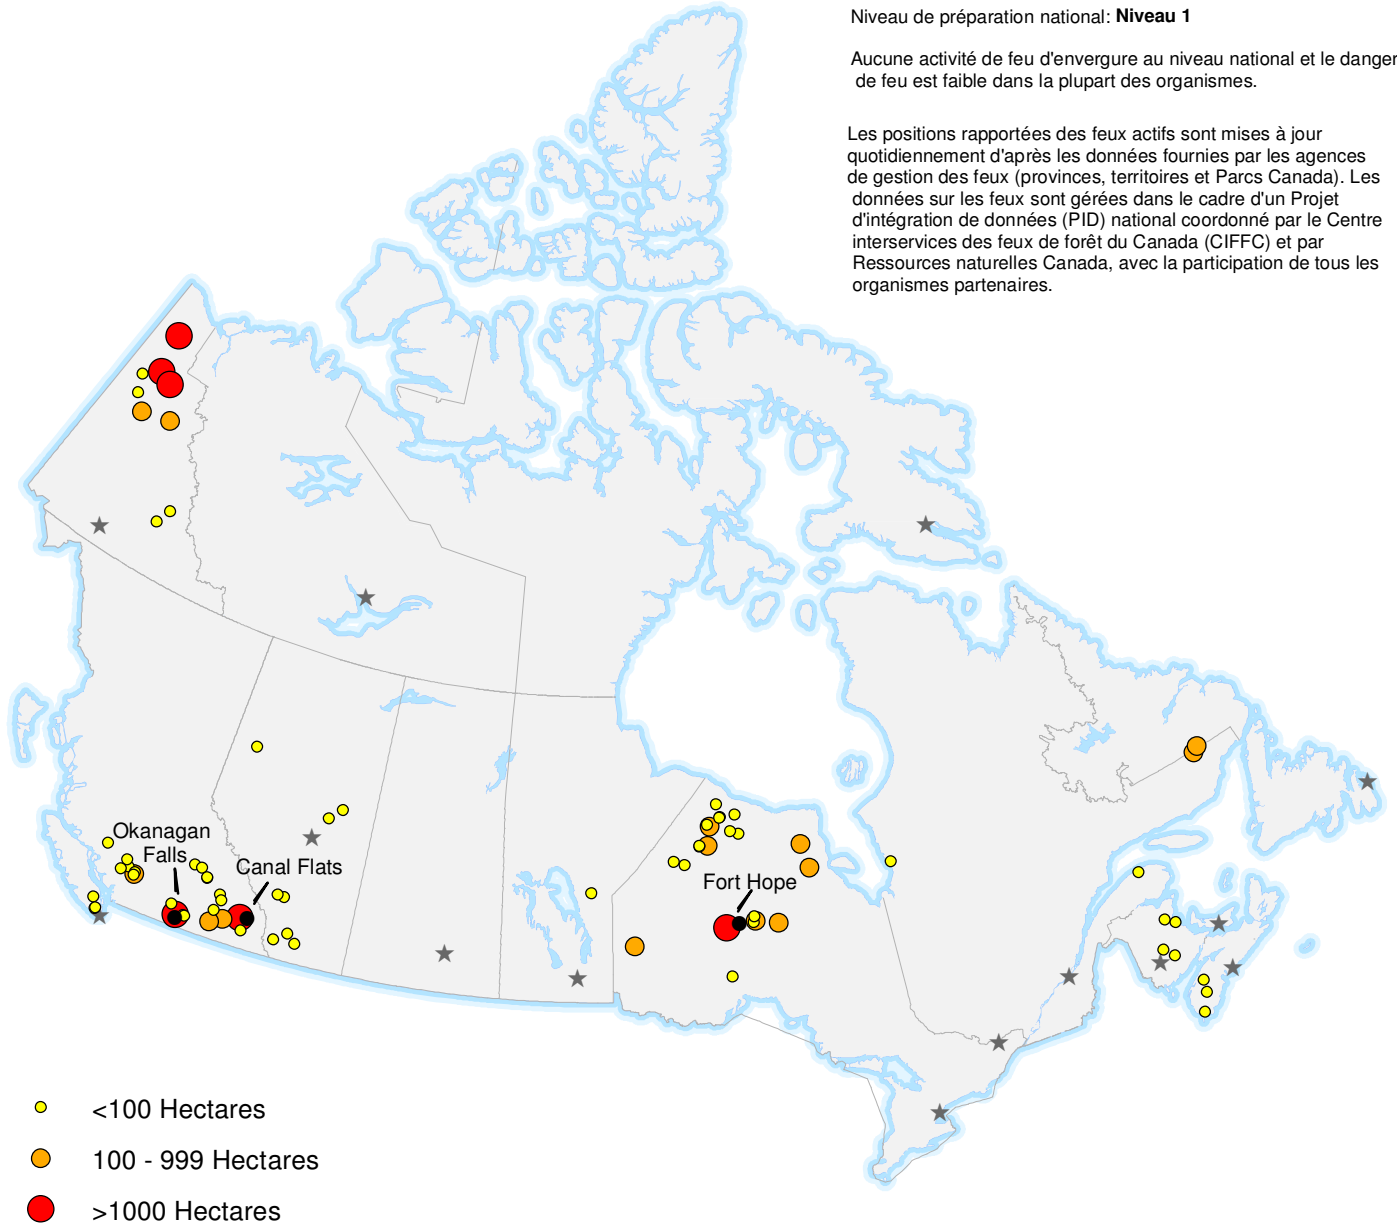 Niveau de préparation national: Niveau 1
Aucune activité de feu d'envergure au niveau national et le danger
de feu est faible dans la plupart des organismes.
Les positions rapportées des feux actifs sont mises à jour
quotidiennement d'après les données fournies par les agences
de gestion des feux (provinces, territoires et Parcs Canada). Les
données sur les feux sont gérées dans le cadre d'un Projet
d'intégration de données (PID) national coordonné par le Centre
interservices des feux de forêt du Canada (CIFFC) et par
Ressources naturelles Canada, avec la participation de tous les
organismes partenaires.
Okanagan
Falls
Canal Flats
Fort Hope
<100 Hectares
100 - 999 Hectares
>1000 Hectares